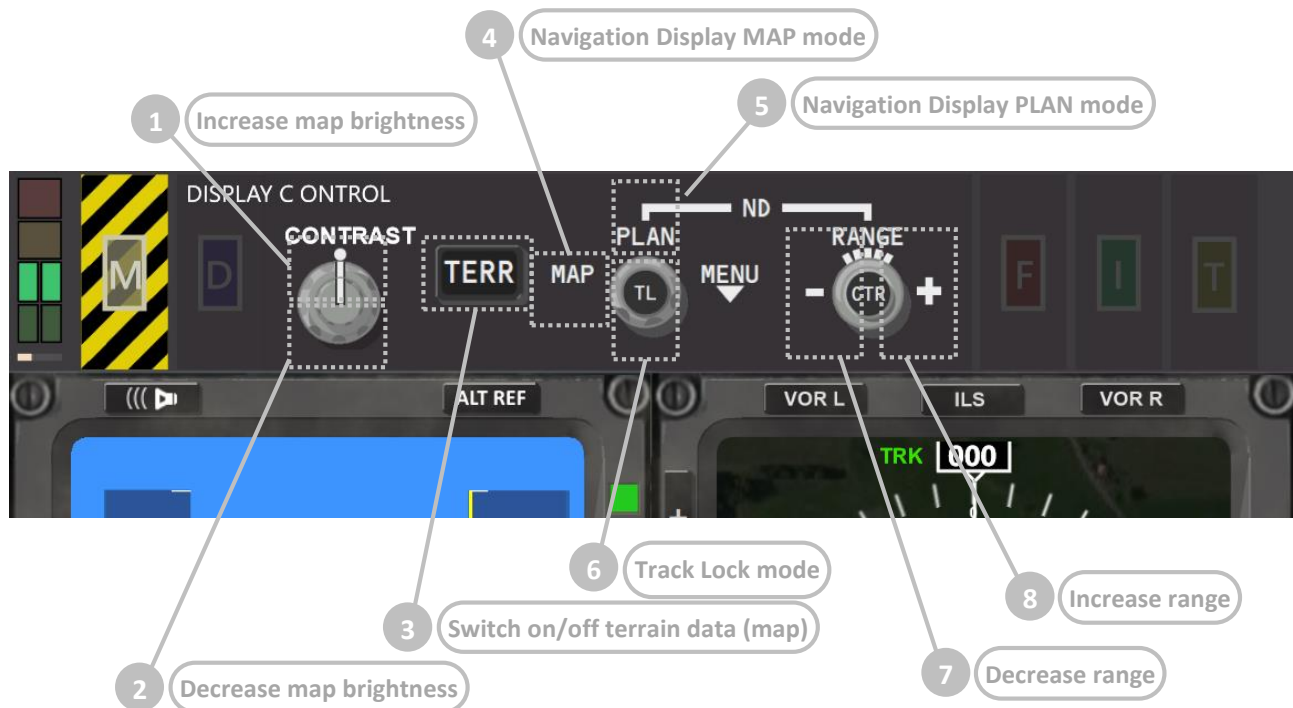 4 Navigation Display MAP mode
5 Navigation Display PLAN mode
1 Increase map brightness
DISPLAY C ONTROL
ND
CONTRAST
PLAN
RANGE
M
D
TERR
MAP
TL
MENU
-
CTR
+
F
I
T
ALT REF
VOR L
ILS
VOR R
TRK 000
+
0
6 Track Lock mode
8 Increase range
3 Switch on/off terrain data (map)
7 Decrease range
2 Decrease map brightness